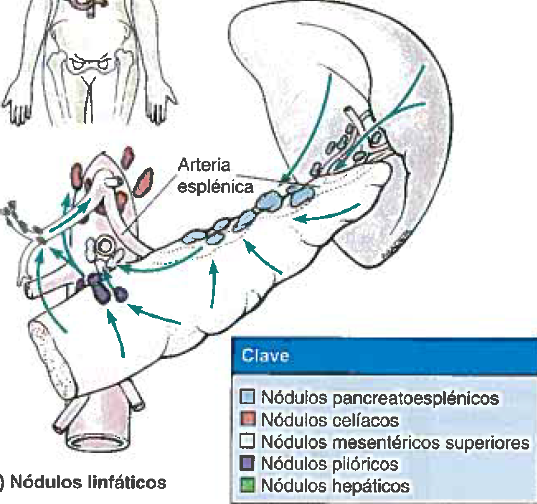 Arteria
esplénica
Clave
Nódulos pancreatoesplénicos
Nódulos celíacos
Nódulos mesentéricos superiores
Nódulos pilóricos
Nódulos hepáticos
) Nódulos linfáticos